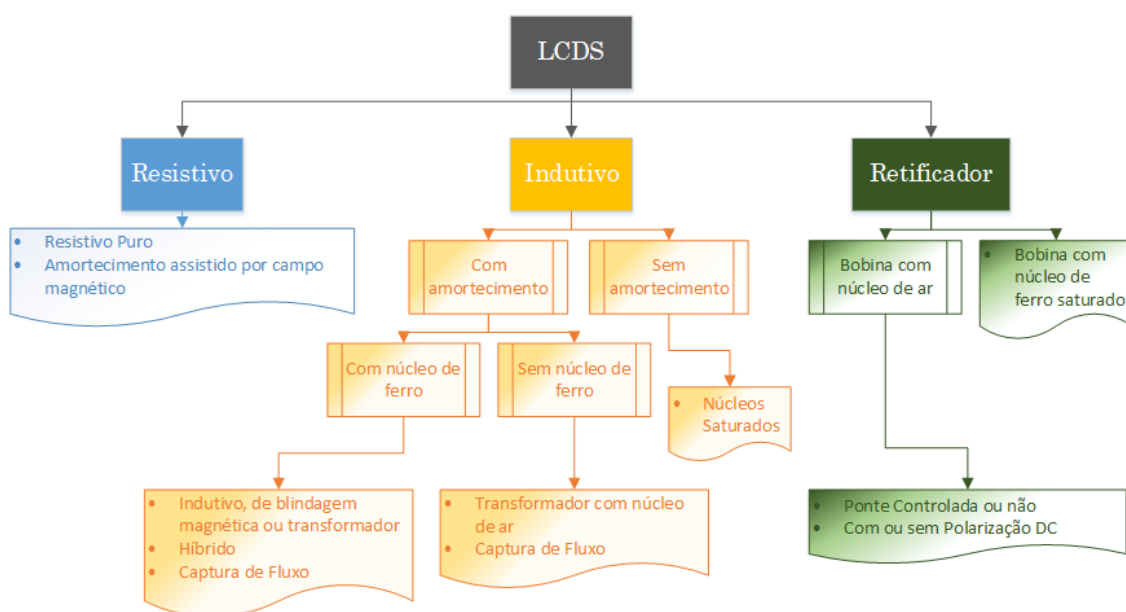 LCDS
Resistivo
Indutivo
Retificador
• Resistivo Puro
• Amortecimento assistido por campo
magnético
Com
amortecimento
Sem
amortecimento
Bobina com
núcleo de ar
• Bobina com
núcleo de
ferro saturado
Com núcleo de
ferro
Sem núcleo de
ferro
• Núcleos
Saturados
• Indutivo, de blindagem
magnética ou transformador
• Híbrido
• Captura de Fluxo
• Transformador com núcleo
de ar
• Captura de Fluxo
• Ponte Controlada ou não
• Com ou sem Polarização DC